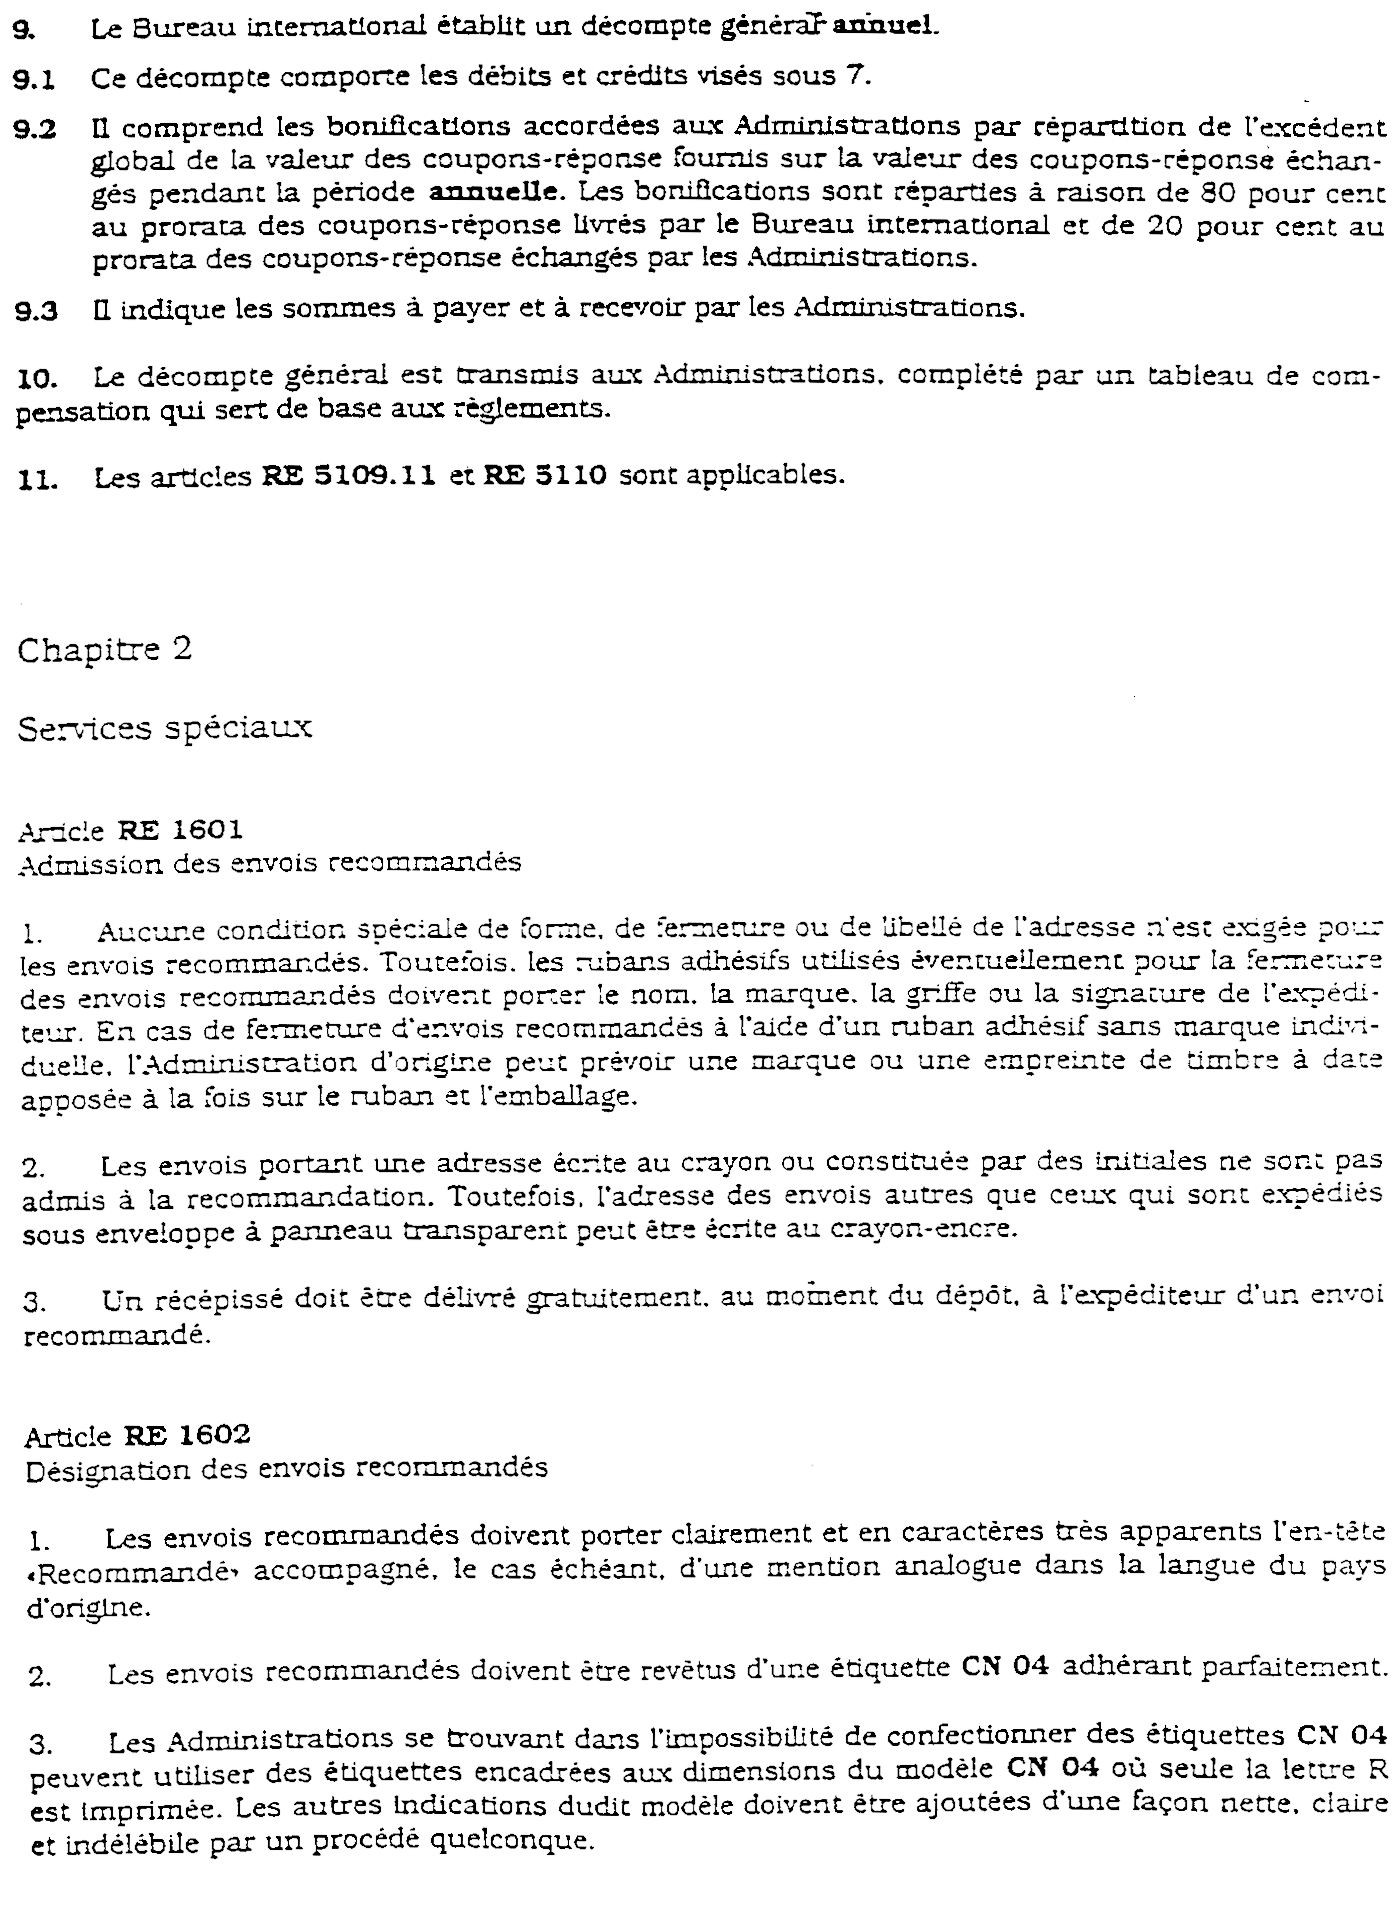 9. Le Bureau international établit un décompte général annuel.
9.1 Ce décompte comporte les débits et crédits visés sous 7.
9.2 Il comprend les bonifications accordées aux Administrations par répartition de l'excédent
global de la valeur des coupons-réponse fournis sur la valeur des coupons-réponse échan-
gés pendant la période annuelle. Les bonifications sont réparties à raison de 80 pour cent
au prorata des coupons-réponse livrés par le Bureau international et de 20 pour cent au
prorata des coupons-réponse échangés par les Administrations.
9.3 Il indique les sommes à payer et à recevoir par les Administrations.
10. Le décompte général est transmis aux Administrations, complété par un tableau de com-
pensation qui sert de base aux règlements.
11. Les articles RE 5109.11 et RE 5110 sont applicables.
Chapitre 2
Services spéciaux
Article RE 1601
Admission des envois recommandés
1. Aucune condition spéciale de forme, de fermeture ou de libellé de l'adresse n'est exigée pour
les envois recommandés. Toutefois, les rubans adhésifs utilisés éventuellement pour la fermeture
des envois recommandés doivent porter le nom, la marque, la griffe ou la signature de l'expédi-
teur. En cas de fermeture d'envois recommandés à l'aide d'un ruban adhésif sans marque indivi-
duelle, l'Administration d'origine peut prévoir une marque ou une empreinte de timbre à date
apposée à la fois sur le ruban et l'emballage.
2. Les envois portant une adresse écrite au crayon ou constituée par des initiales ne sont pas
admis à la recommandation. Toutefois, l'adresse des envois autres que ceux qui sont expédiés
sous enveloppe à panneau transparent peut être écrite au crayon-encre.
3. Un récépissé doit être délivré gratuitement, au moment du dépôt, à l'expéditeur d'un envoi
recommandé.
Article RE 1602
Désignation des envois recommandés
1. Les envois recommandés doivent porter clairement et en caractères très apparents l'en-tête
«Recommandé» accompagné, le cas échéant, d'une mention analogue dans la langue du pays
d'origine.
2. Les envois recommandés doivent être revêtus d'une étiquette CN 04 adhérant parfaitement.
3. Les Administrations se trouvant dans l'impossibilité de confectionner des étiquettes CN 04
peuvent utiliser des étiquettes encadrées aux dimensions du modèle CN 04 où seule la lettre R
est imprimée. Les autres indications dudit modèle doivent être ajoutées d'une façon nette, claire
et indélébile par un procédé quelconque.